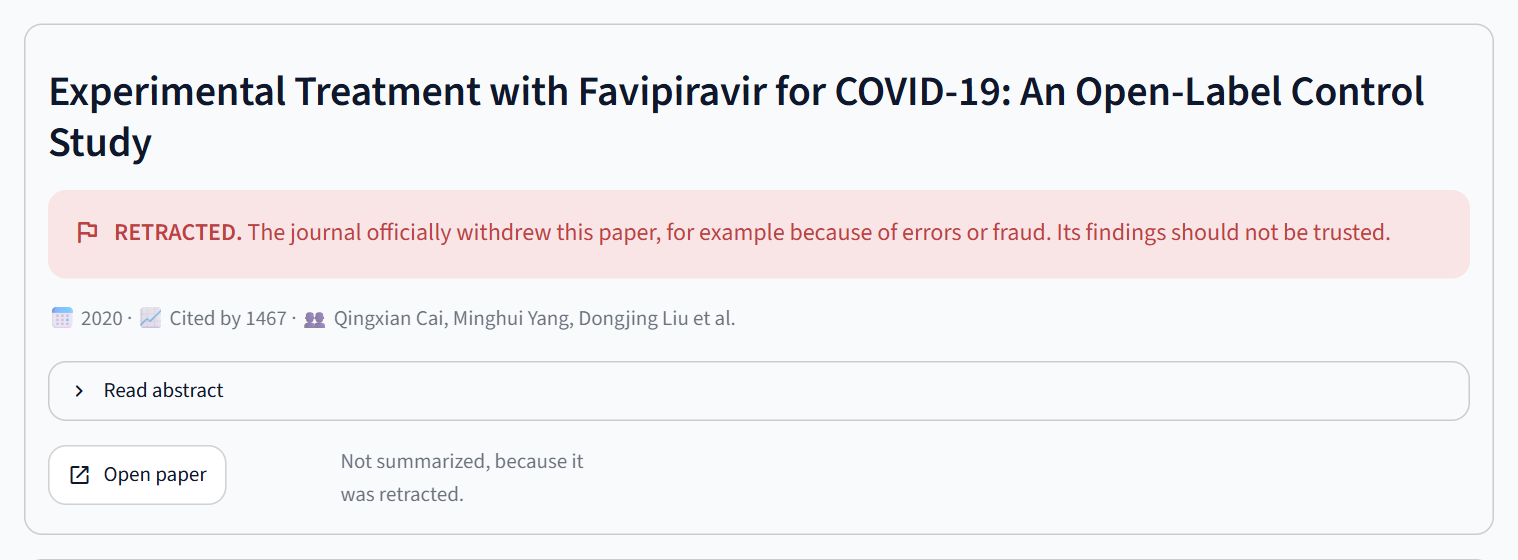 Experimental Treatment with Favipiravir for COVID-19: An Open-Label Control
Study
RETRACTED. The journal officially withdrew this paper, for example because of errors or fraud. Its findings should not be trusted.
2020 · Cited by 1467 · Qingxian Cai, Minghui Yang, Dongjing Liu et al.
Read abstract
Open paper
Not summarized, because it
was retracted.